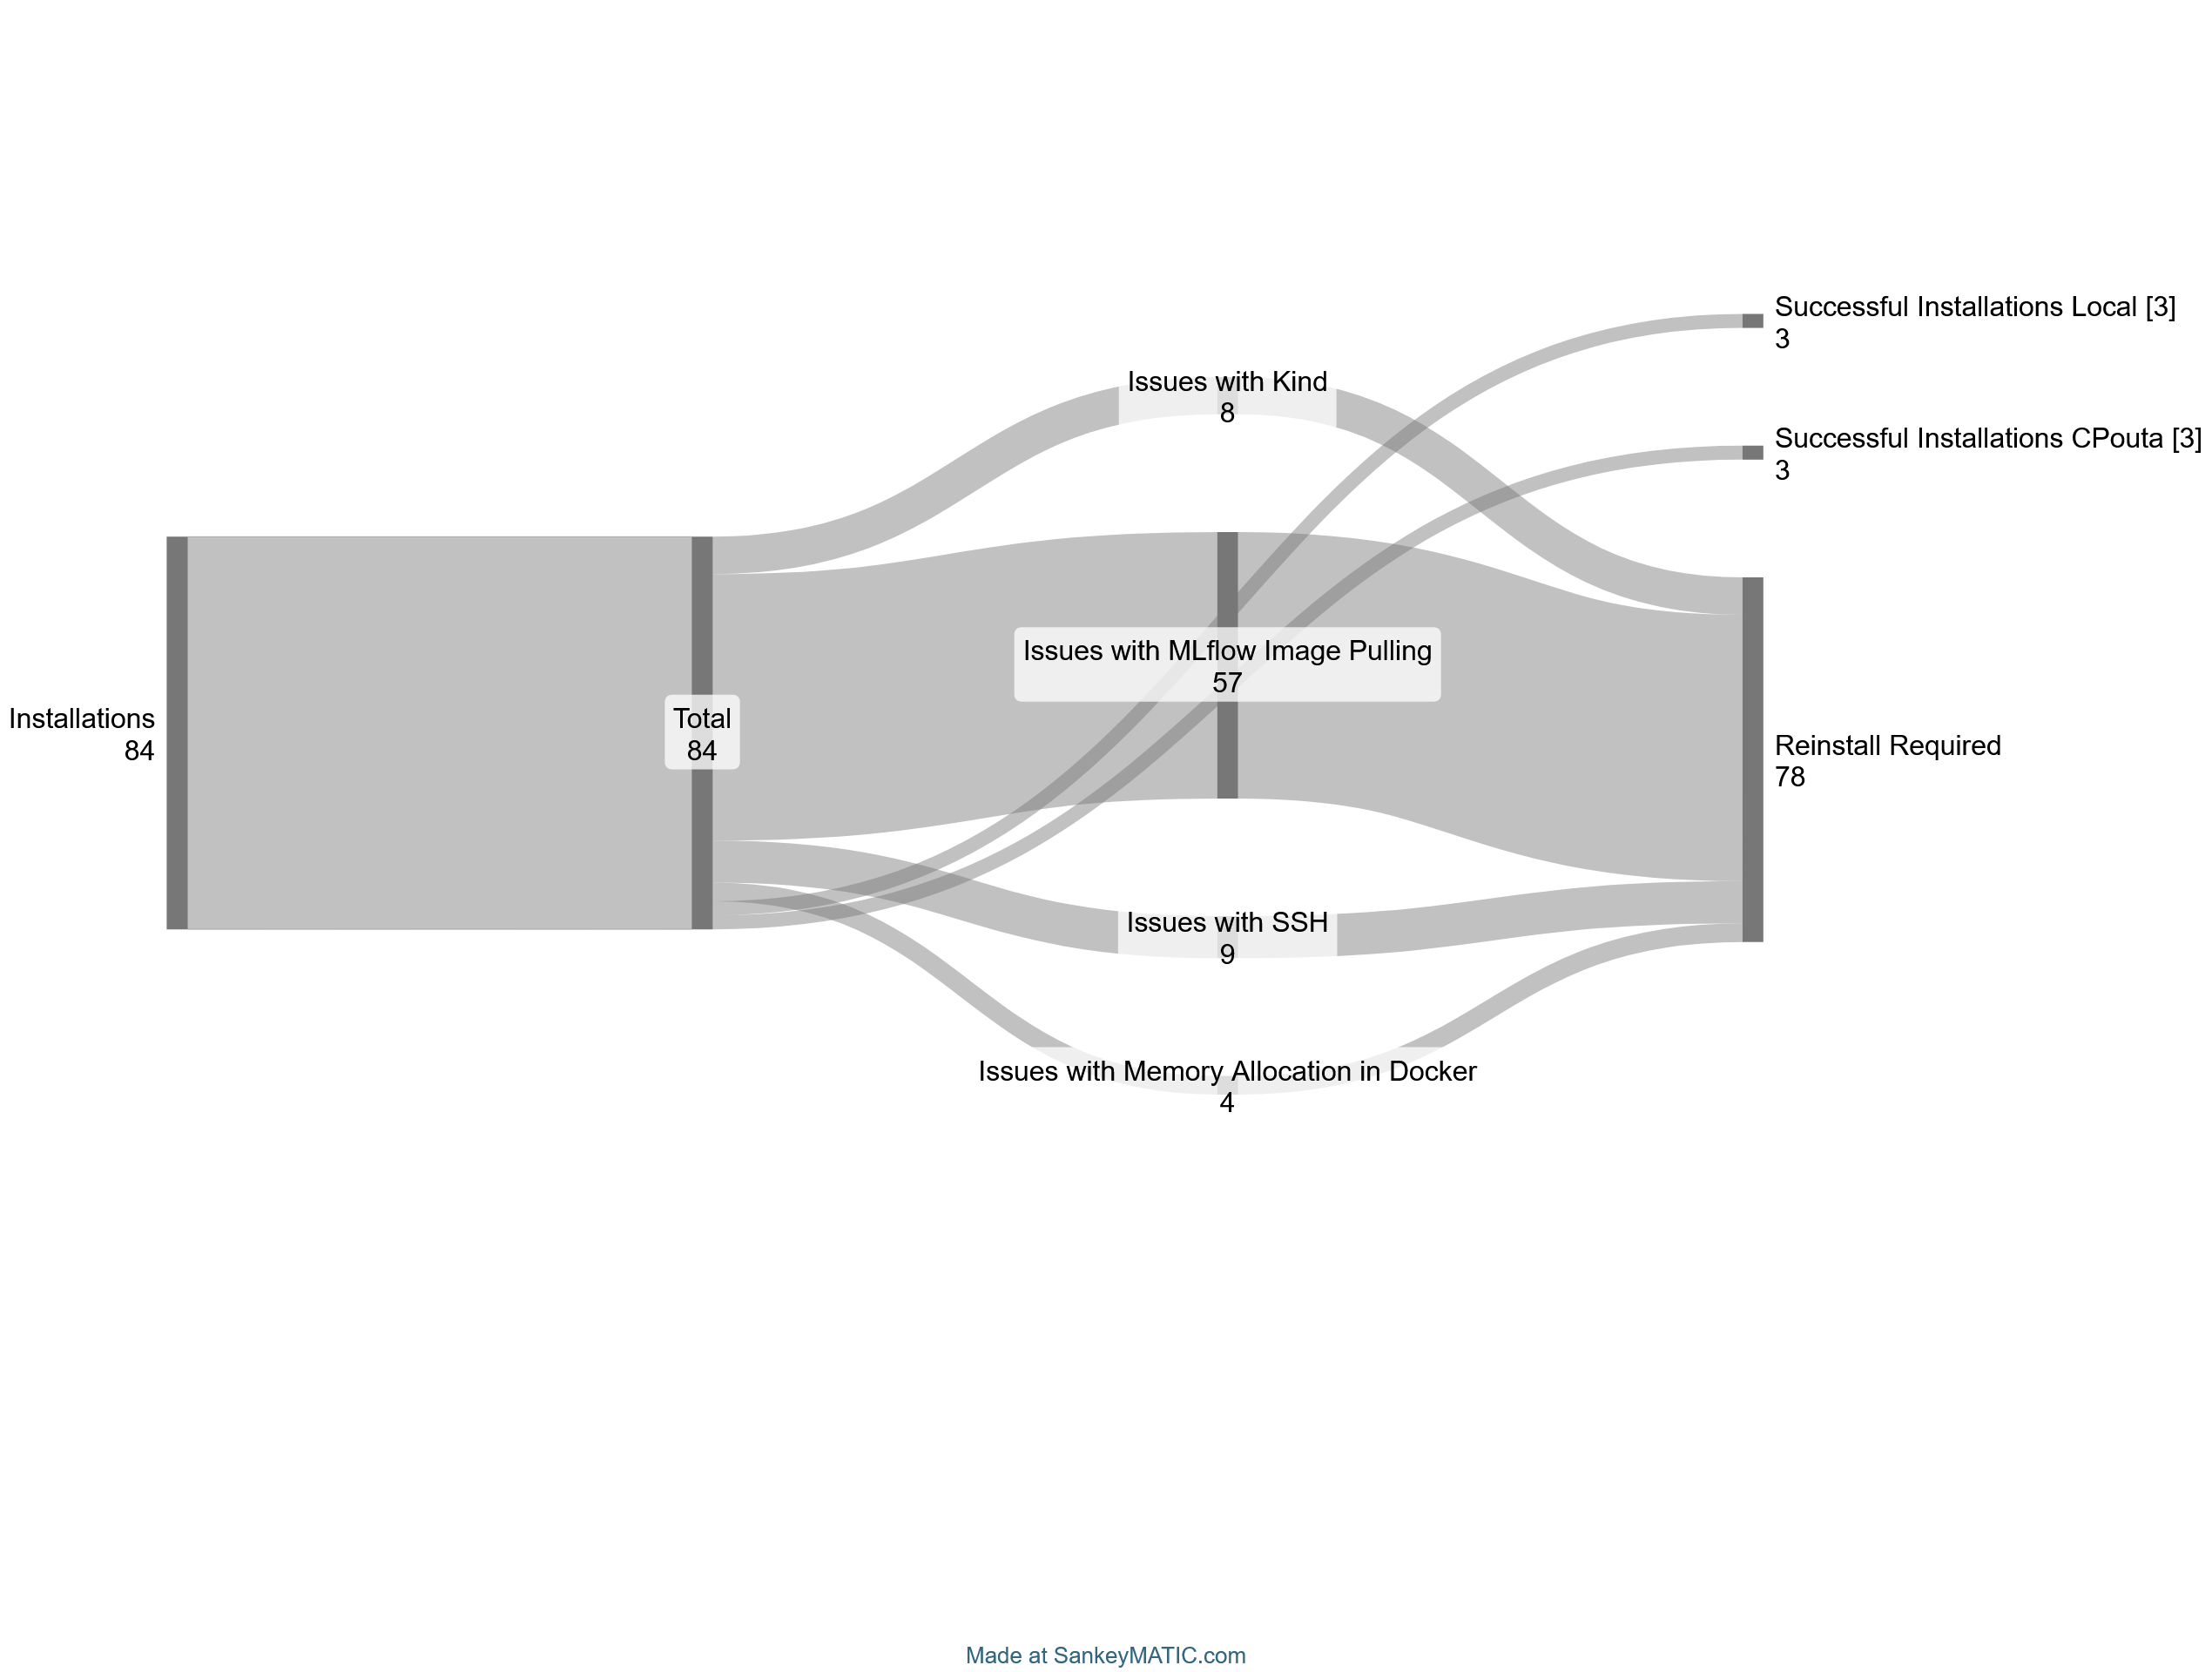 Successful Installations Local [3]
3
Issues with Kind
8
Successful Installations CPouta [3]
3
Issues with MLflow Image Pulling
57
Installations
84
Total
84
Reinstall Required
78
Issues with SSH
9
Issues with Memory Allocation in Docker
4
Made at SankeyMATIC.com